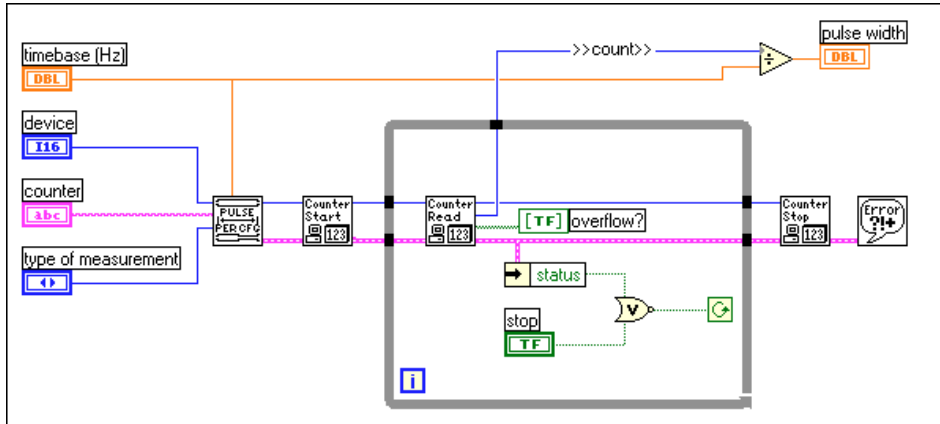 timebase (Hz)
DBL
>>count>>
pulse width
DBL
device
I16
counter
abc
PULSE
PER CFG
Counter
Start
123
Counter
Read
123
[TF] overflow?
Counter
Stop
123
Error
?!+
type of measurement
status
V
stop
TF
i